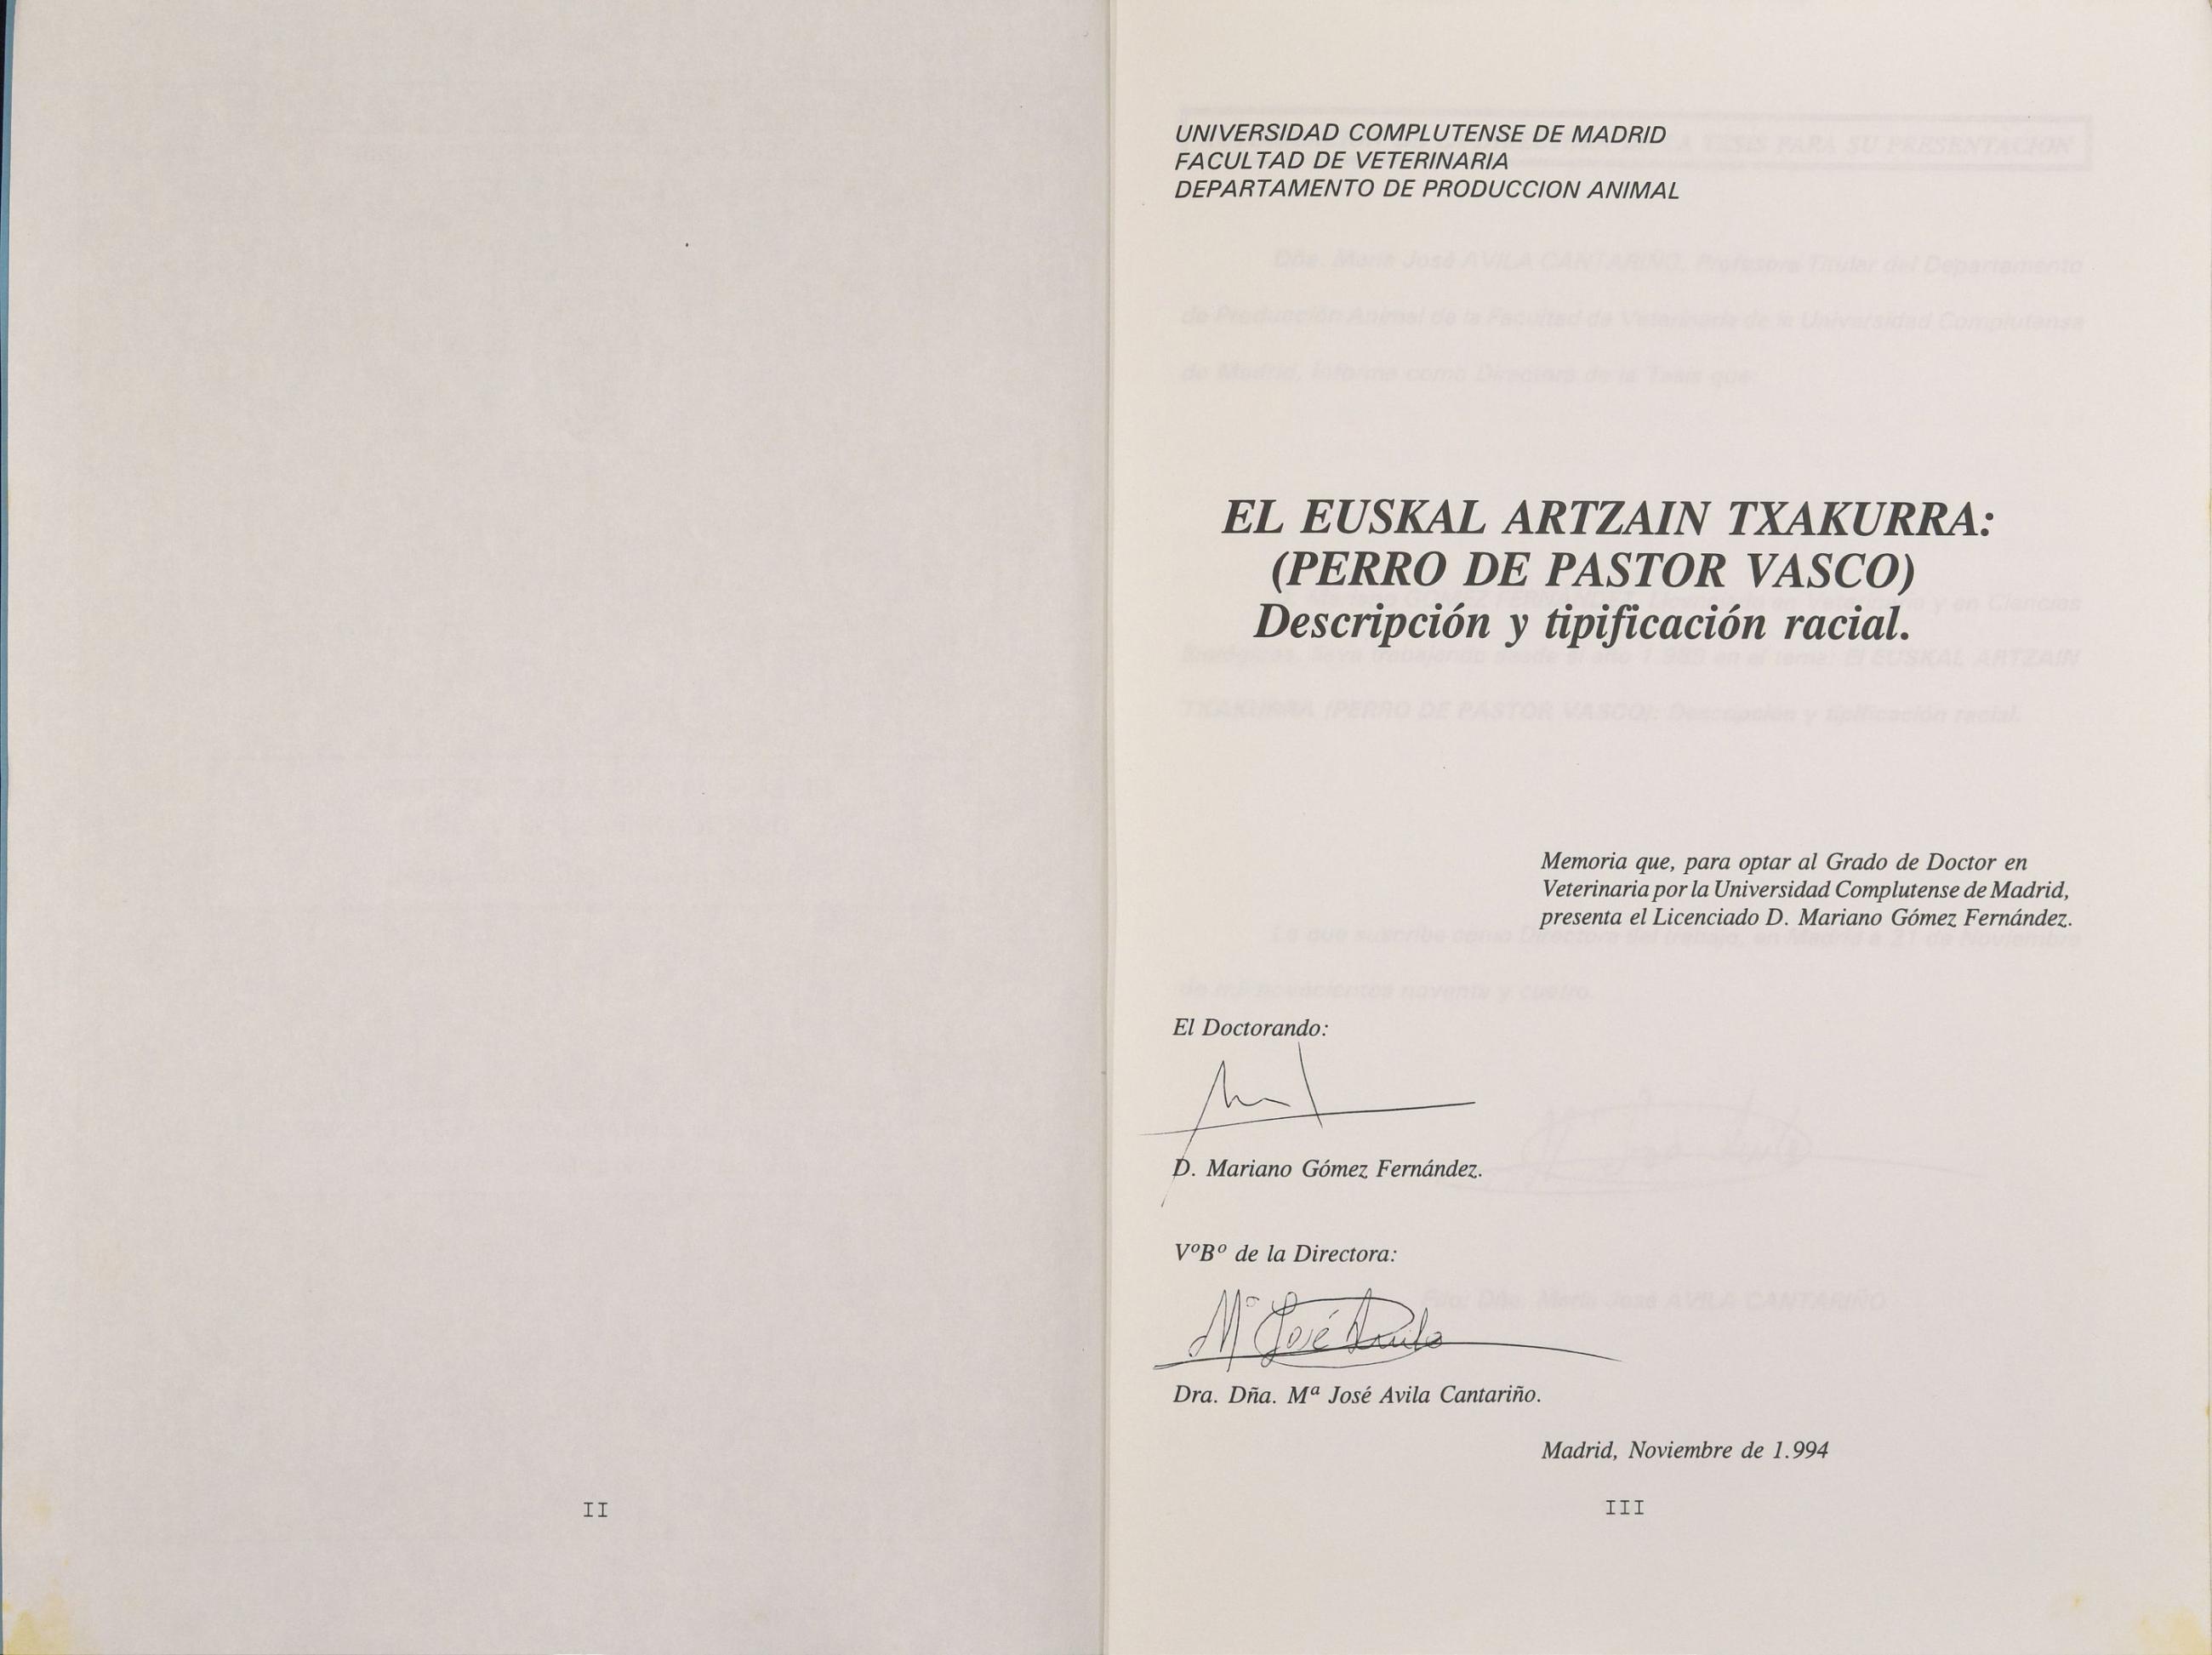 UNIVERSIDAD COMPLUTENSE DE MADRID
FACULTAD DE VETERINARIA
DEPARTAMENTO DE PRODUCCION ANIMAL
EL EUSKAL ARTZAIN TXAKURRA:
(PERRO DE PASTOR VASCO)
Descripción y tipificación racial.
Memoria que, para optar al Grado de Doctor en
Veterinaria por la Universidad Complutense de Madrid,
presenta el Licenciado D. Mariano Gómez Fernández.
El Doctorando:
D. Mariano Gómez Fernández.
VºBº de la Directora:
Mª José Avila
Dra. Dña. Mª José Avila Cantariño.
Madrid, Noviembre de 1.994
II
III